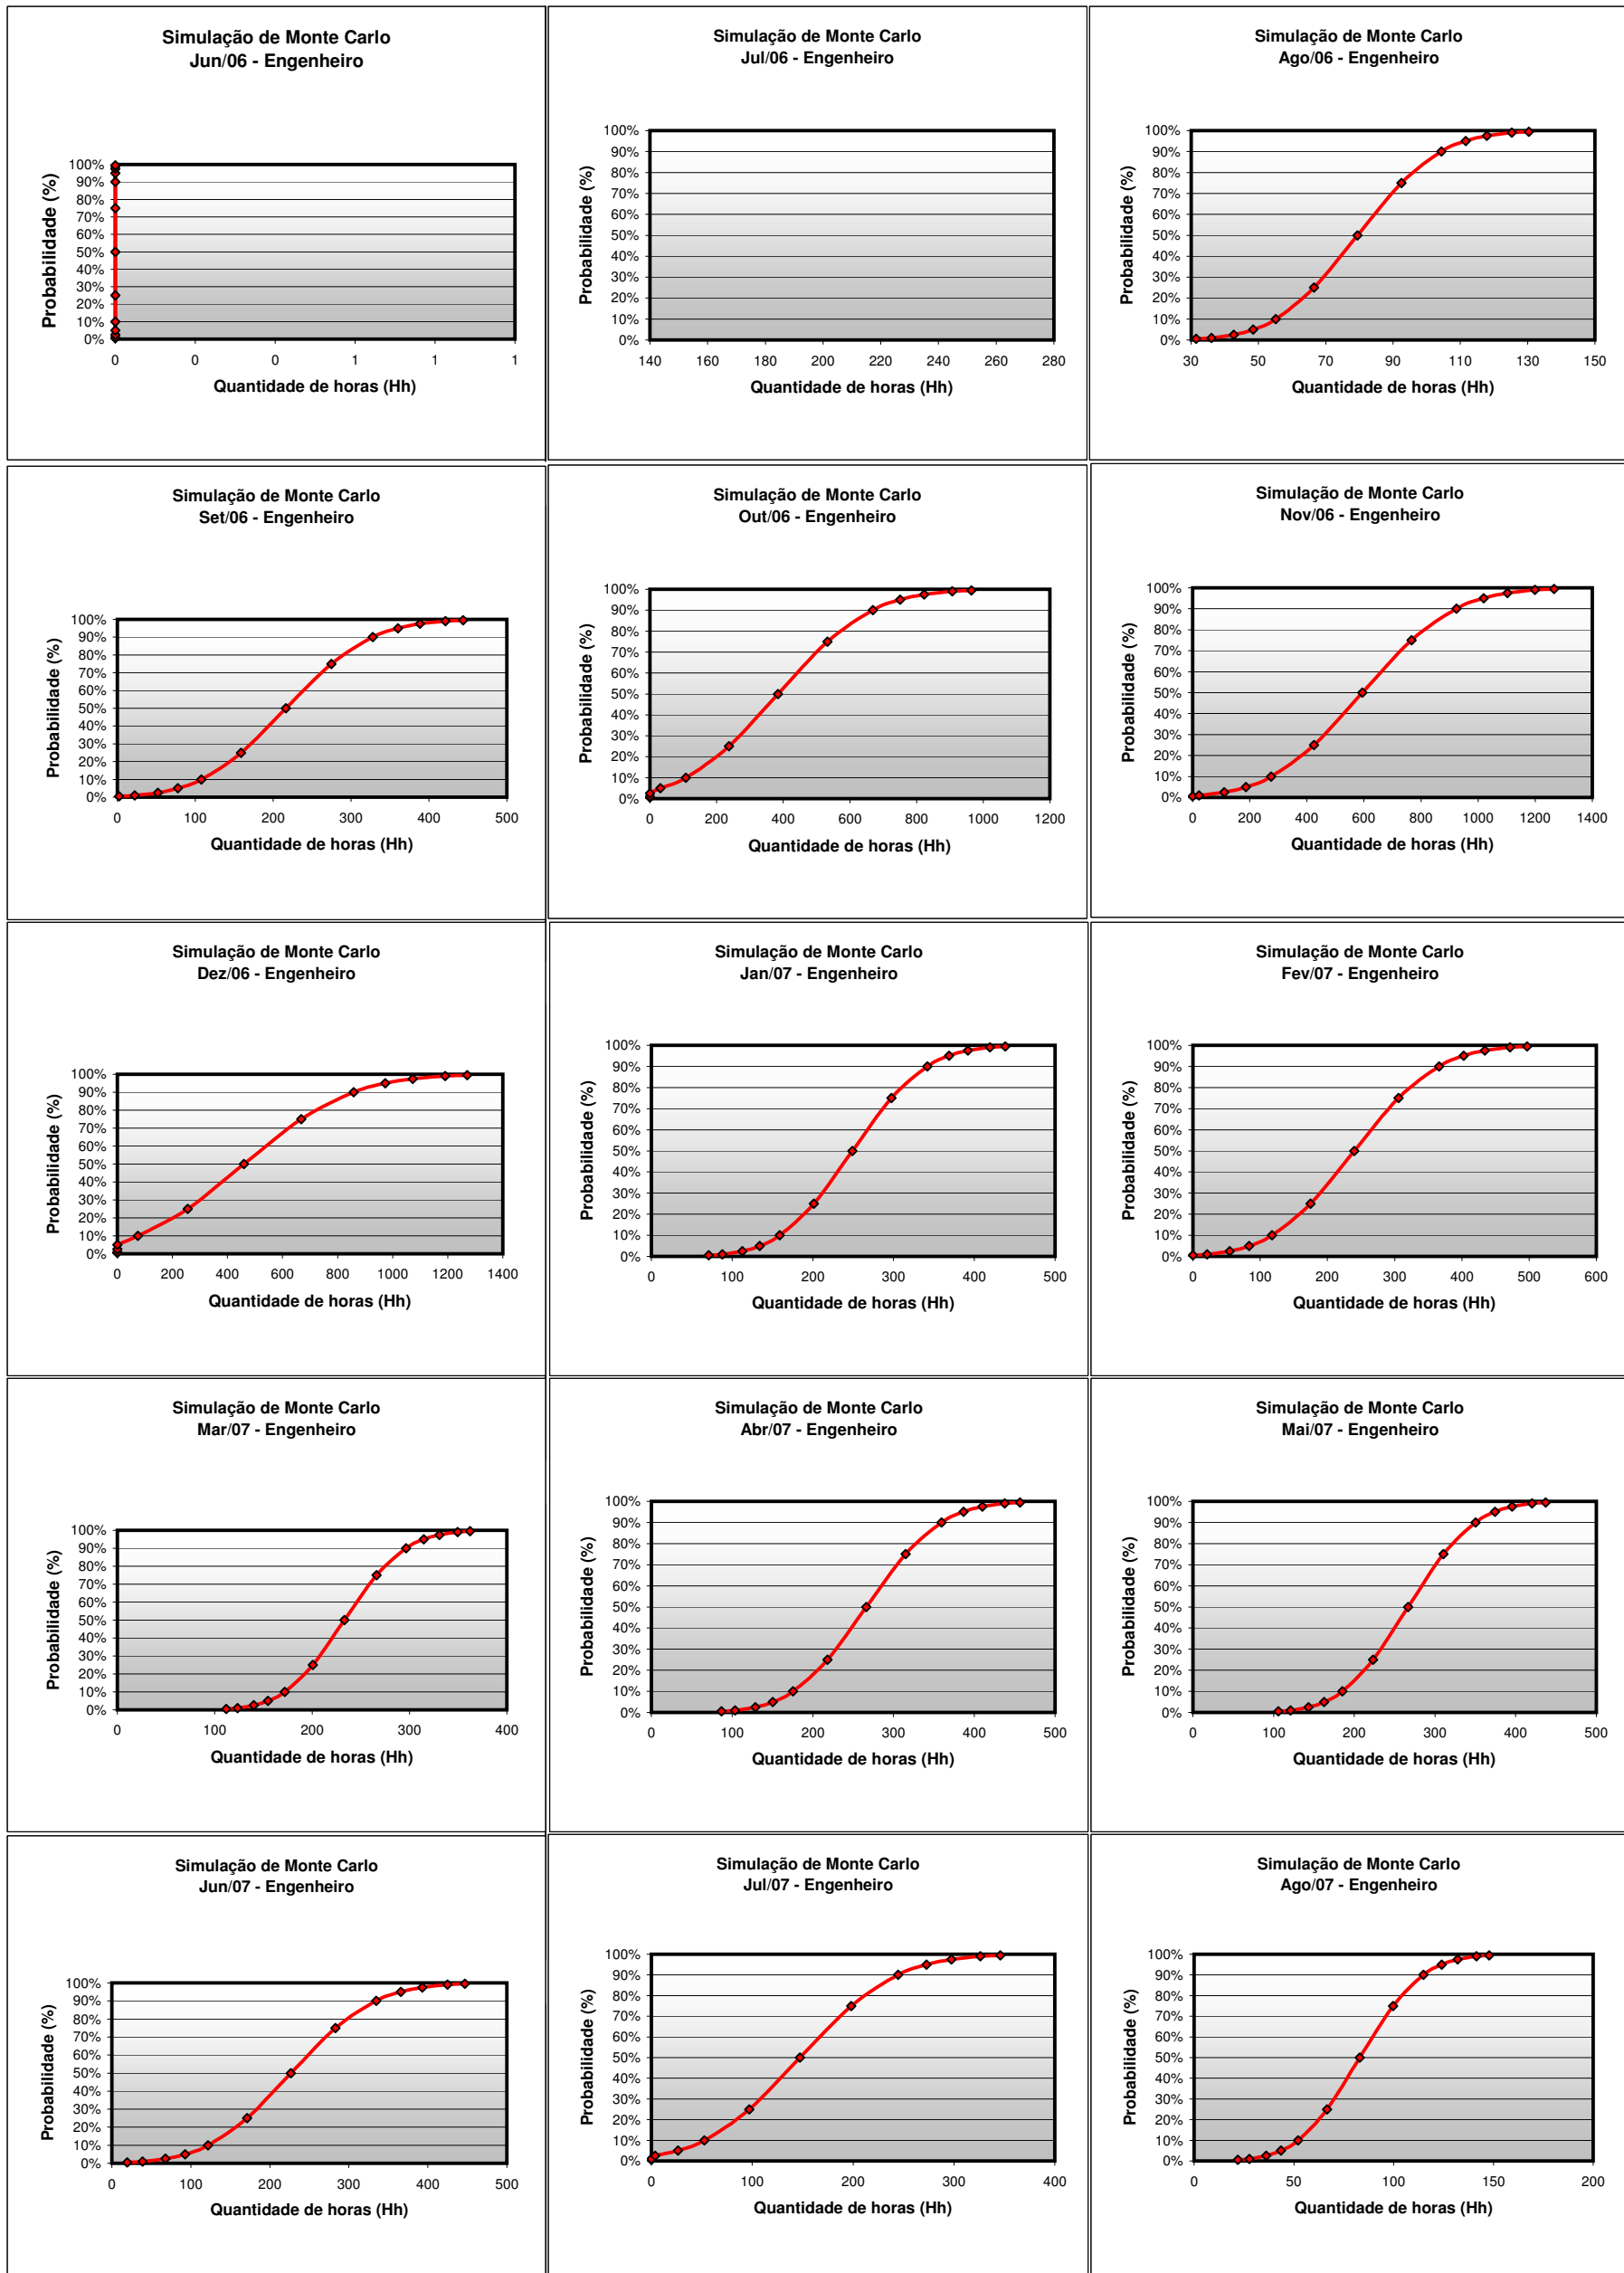 Simulação de Monte Carlo
Jun/06 - Engenheiro
Probabilidade (%)
100%
90%
80%
70%
60%
50%
40%
30%
20%
10%
0%
0 0 0 1 1 1
Quantidade de horas (Hh)
Simulação de Monte Carlo
Jul/06 - Engenheiro
Probabilidade (%)
100%
90%
80%
70%
60%
50%
40%
30%
20%
10%
0%
140 160 180 200 220 240 260 280
Quantidade de horas (Hh)
Simulação de Monte Carlo
Ago/06 - Engenheiro
Probabilidade (%)
100%
90%
80%
70%
60%
50%
40%
30%
20%
10%
0%
30 50 70 90 110 130 150
Quantidade de horas (Hh)
Simulação de Monte Carlo
Set/06 - Engenheiro
Probabilidade (%)
100%
90%
80%
70%
60%
50%
40%
30%
20%
10%
0%
0 100 200 300 400 500
Quantidade de horas (Hh)
Simulação de Monte Carlo
Out/06 - Engenheiro
Probabilidade (%)
100%
90%
80%
70%
60%
50%
40%
30%
20%
10%
0%
0 200 400 600 800 1000 1200
Quantidade de horas (Hh)
Simulação de Monte Carlo
Nov/06 - Engenheiro
Probabilidade (%)
100%
90%
80%
70%
60%
50%
40%
30%
20%
10%
0%
0 200 400 600 800 1000 1200 1400
Quantidade de horas (Hh)
Simulação de Monte Carlo
Dez/06 - Engenheiro
Probabilidade (%)
100%
90%
80%
70%
60%
50%
40%
30%
20%
10%
0%
0 200 400 600 800 1000 1200 1400
Quantidade de horas (Hh)
Simulação de Monte Carlo
Jan/07 - Engenheiro
Probabilidade (%)
100%
90%
80%
70%
60%
50%
40%
30%
20%
10%
0%
0 100 200 300 400 500
Quantidade de horas (Hh)
Simulação de Monte Carlo
Fev/07 - Engenheiro
Probabilidade (%)
100%
90%
80%
70%
60%
50%
40%
30%
20%
10%
0%
0 100 200 300 400 500 600
Quantidade de horas (Hh)
Simulação de Monte Carlo
Mar/07 - Engenheiro
Probabilidade (%)
100%
90%
80%
70%
60%
50%
40%
30%
20%
10%
0%
0 100 200 300 400
Quantidade de horas (Hh)
Simulação de Monte Carlo
Abr/07 - Engenheiro
Probabilidade (%)
100%
90%
80%
70%
60%
50%
40%
30%
20%
10%
0%
0 100 200 300 400 500
Quantidade de horas (Hh)
Simulação de Monte Carlo
Mai/07 - Engenheiro
Probabilidade (%)
100%
90%
80%
70%
60%
50%
40%
30%
20%
10%
0%
0 100 200 300 400 500
Quantidade de horas (Hh)
Simulação de Monte Carlo
Jun/07 - Engenheiro
Probabilidade (%)
100%
90%
80%
70%
60%
50%
40%
30%
20%
10%
0%
0 100 200 300 400 500
Quantidade de horas (Hh)
Simulação de Monte Carlo
Jul/07 - Engenheiro
Probabilidade (%)
100%
90%
80%
70%
60%
50%
40%
30%
20%
10%
0%
0 100 200 300 400
Quantidade de horas (Hh)
Simulação de Monte Carlo
Ago/07 - Engenheiro
Probabilidade (%)
100%
90%
80%
70%
60%
50%
40%
30%
20%
10%
0%
0 50 100 150 200
Quantidade de horas (Hh)